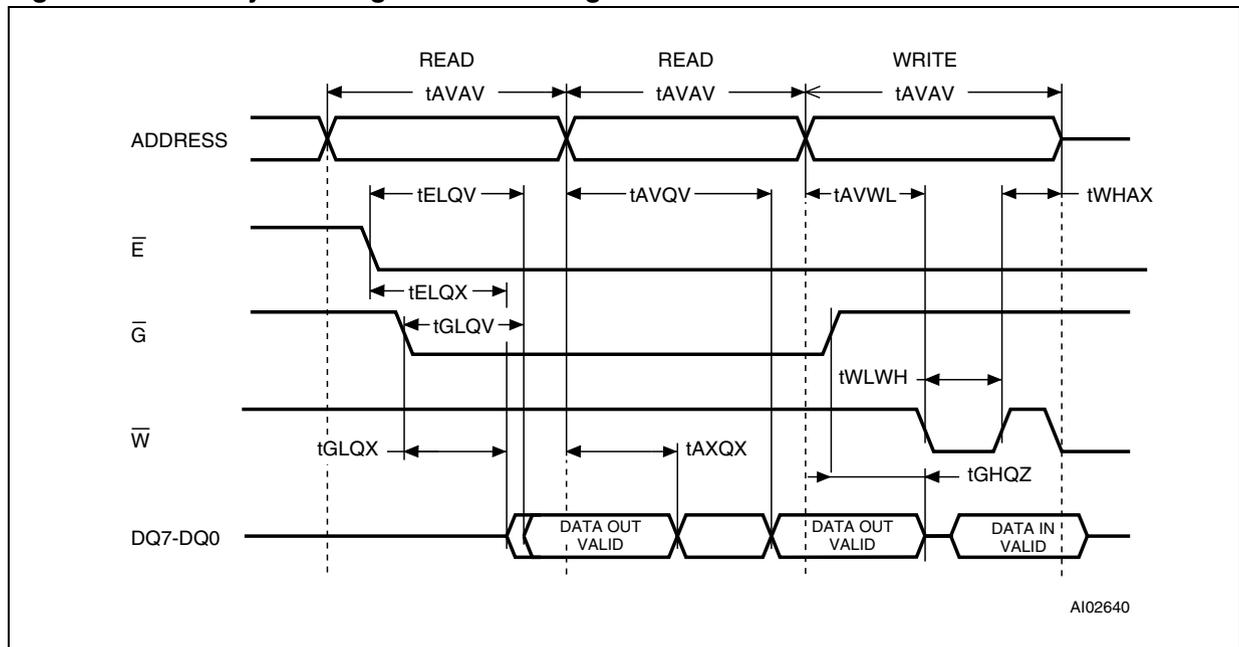 READ READ WRITE
tAVAV tAVAV tAVAV
ADDRESS
tELQV tAVQV tAVWL tWHAX
E
tELQX
G
tGLQV
tWLWH
W
tGLQX tAXQX
tGHQZ
DQ7-DQ0
DATA OUT
VALID
DATA OUT
VALID
DATA IN
VALID
AI02640